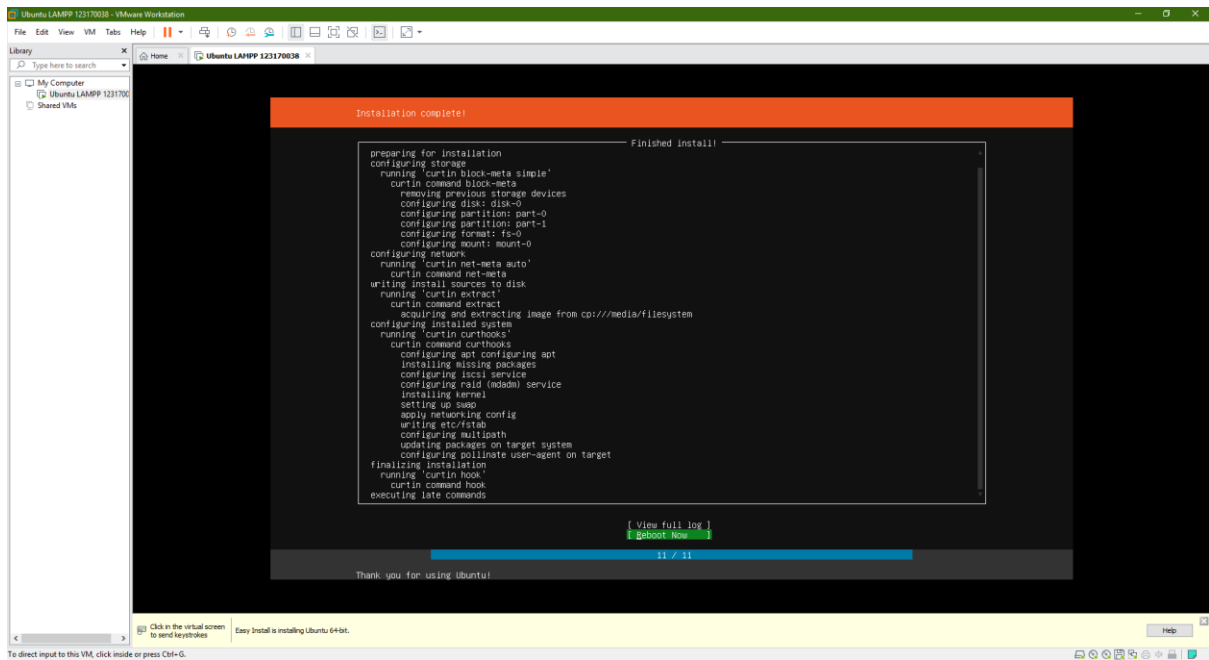 Ubuntu LAMPP 123170038 - VMware Workstation
File Edit View VM Tabs Help
Library
Type here to search
My Computer
Ubuntu LAMPP 1231700
Shared VMs
Home
Ubuntu LAMPP 123170038
Installation complete!
Finished install!
preparing for installation
configuring storage
running 'curtin block-meta simple'
curtin command block-meta
removing previous storage devices
configuring disk: disk-0
configuring partition: part-0
configuring partition: part-1
configuring format: fs-0
configuring mount: mount-0
configuring network
running 'curtin net-meta auto'
curtin command net-meta
writing install sources to disk
running 'curtin extract'
curtin command extract
acquiring and extracting image from cp:///media/filesystem
configuring installed system
running 'curtin curthooks'
curtin command curthooks
configuring apt configuring apt
installing missing packages
configuring iscsi service
configuring raid (mdadm) service
installing kernel
setting up swap
apply networking config
writing etc/fstab
configuring multipath
updating packages on target system
configuring pollinate user-agent on target
finalizing installation
running 'curtin hook'
curtin command hook
executing late commands
[ View full log ]
[ Reboot Now ]
11 / 11
Thank you for using Ubuntu!
Click in the virtual screen
to send keystrokes
Easy Install is installing Ubuntu 64-bit.
Help
To direct input to this VM, click inside or press Ctrl+G.